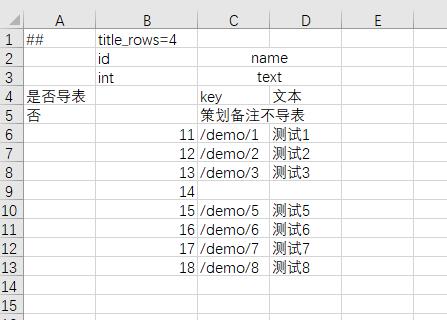 A B C D E
1 ## title_rows=4
2 id name
3 int text
4 是否导表 key 文本
5 否 策划备注不导表
6 11 /demo/1 测试1
7 12 /demo/2 测试2
8 13 /demo/3 测试3
9 14
10 15 /demo/5 测试5
11 16 /demo/6 测试6
12 17 /demo/7 测试7
13 18 /demo/8 测试8
14
15